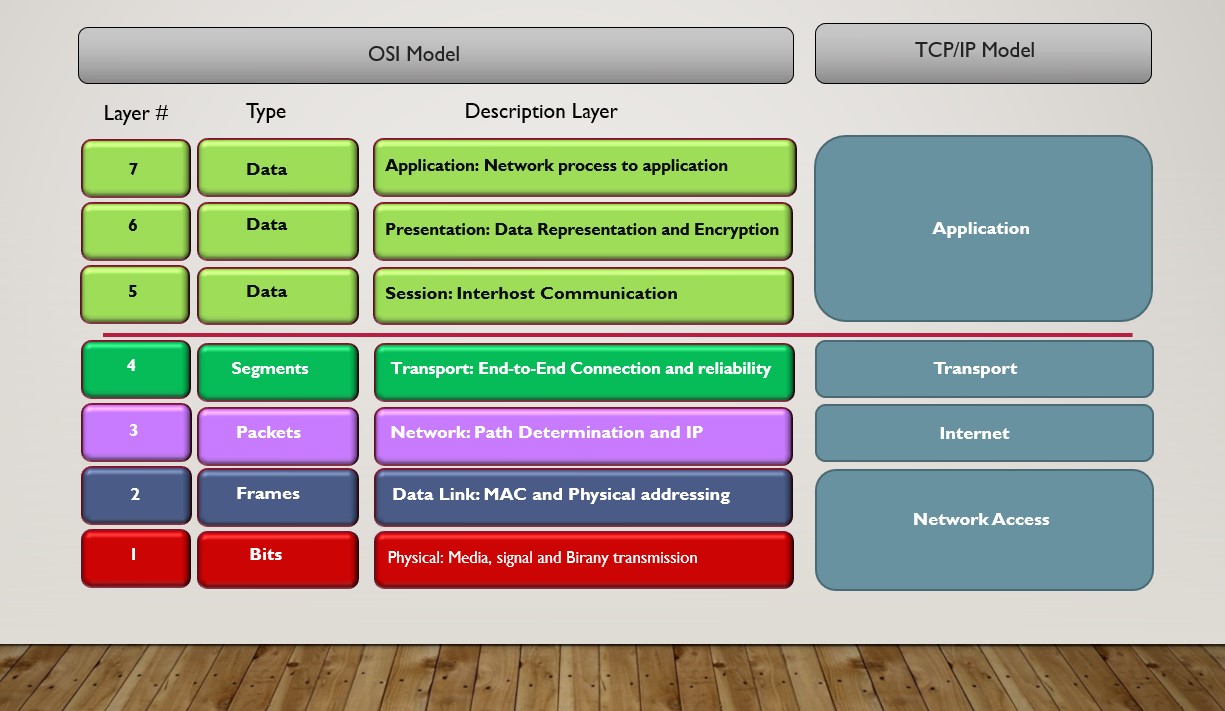 OSI Model
TCP/IP Model
Layer #
Type
Description Layer
7
Data
Application: Network process to application
6
Data
Presentation: Data Representation and Encryption
5
Data
Session: Interhost Communication
Application
4
Segments
Transport: End-to-End Connection and reliability
Transport
3
Packets
Network: Path Determination and IP
Internet
2
Frames
Data Link: MAC and Physical addressing
1
Bits
Physical: Media, signal and Birany transmission
Network Access